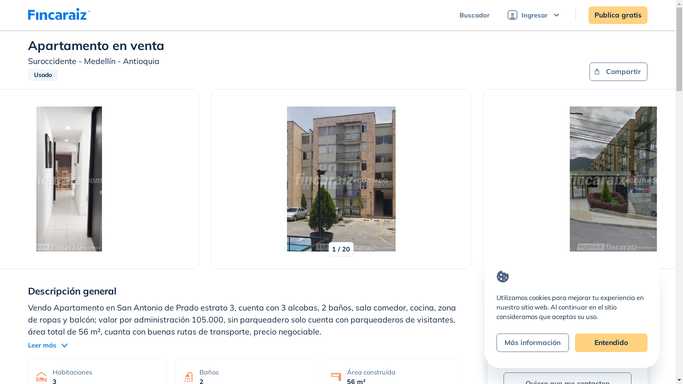 Fincaraiz
Buscador
Ingresar
Publica gratis
Apartamento en venta
Suroccidente - Medellín - Antioquia
Usado
Compartir
fincaraiz
1 / 20
Descripción general
Vendo Apartamento en San Antonio de Prado estrato 3, cuenta con 3 alcobas, 2 baños, sala comedor, cocina, zona
de ropas y balcón; valor por administración 105.000, sin parqueadero solo cuenta con parqueaderos de visitantes,
área total de 56 m², cuanta con buenas rutas de transporte, precio negociable.
Leer más
Habitaciones
3
Baños
2
Área construida
56 m²
Utilizamos cookies para mejorar tu experiencia en
nuestro sitio web. Al continuar en el sitio
consideramos que aceptas su uso.
Más información
Entendido
Quiero que me contacten